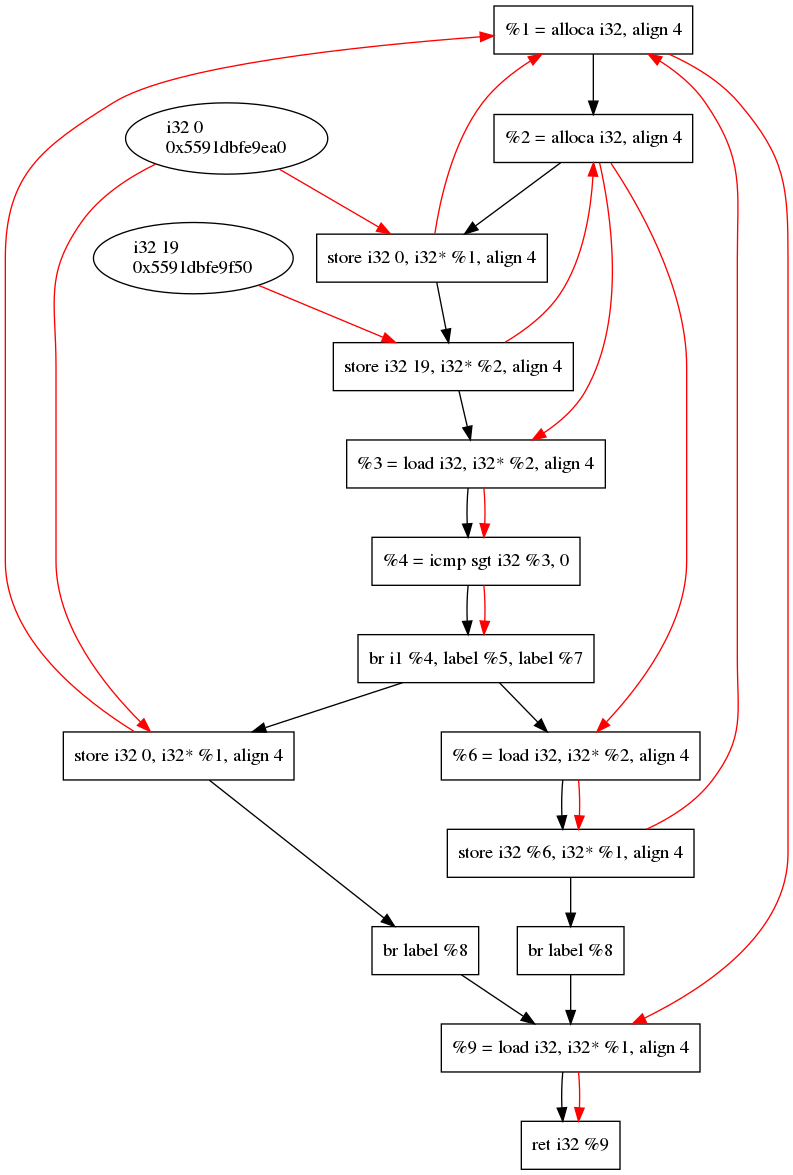 %1 = alloca i32, align 4
i32 0
0x5591dbfe9ea0
%2 = alloca i32, align 4
i32 19
0x5591dbfe9f50
store i32 0, i32* %1, align 4
store i32 19, i32* %2, align 4
%3 = load i32, i32* %2, align 4
%4 = icmp sgt i32 %3, 0
br i1 %4, label %5, label %7
store i32 0, i32* %1, align 4
%6 = load i32, i32* %2, align 4
store i32 %6, i32* %1, align 4
br label %8
br label %8
%9 = load i32, i32* %1, align 4
ret i32 %9